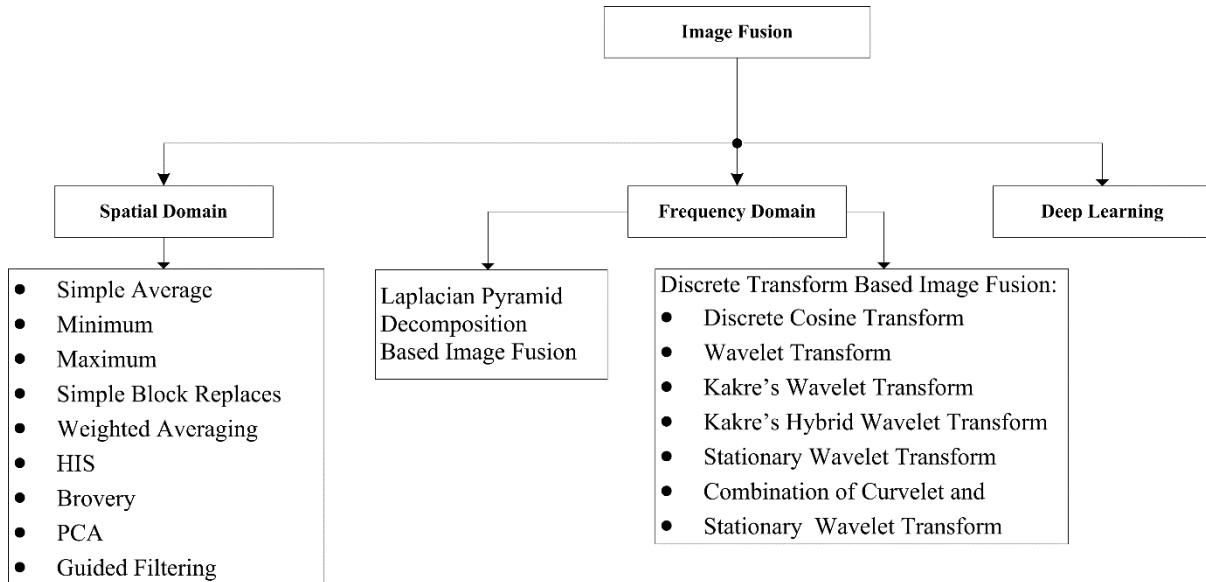 Image Fusion
Spatial Domain
Frequency Domain
Deep Learning
● Simple Average
● Minimum
● Maximum
● Simple Block Replaces
● Weighted Averaging
● HIS
● Brovery
● PCA
● Guided Filtering
Laplacian Pyramid
Decomposition
Based Image Fusion
Discrete Transform Based Image Fusion:
● Discrete Cosine Transform
● Wavelet Transform
● Kakre’s Wavelet Transform
● Kakre’s Hybrid Wavelet Transform
● Stationary Wavelet Transform
● Combination of Curvelet and
● Stationary Wavelet Transform